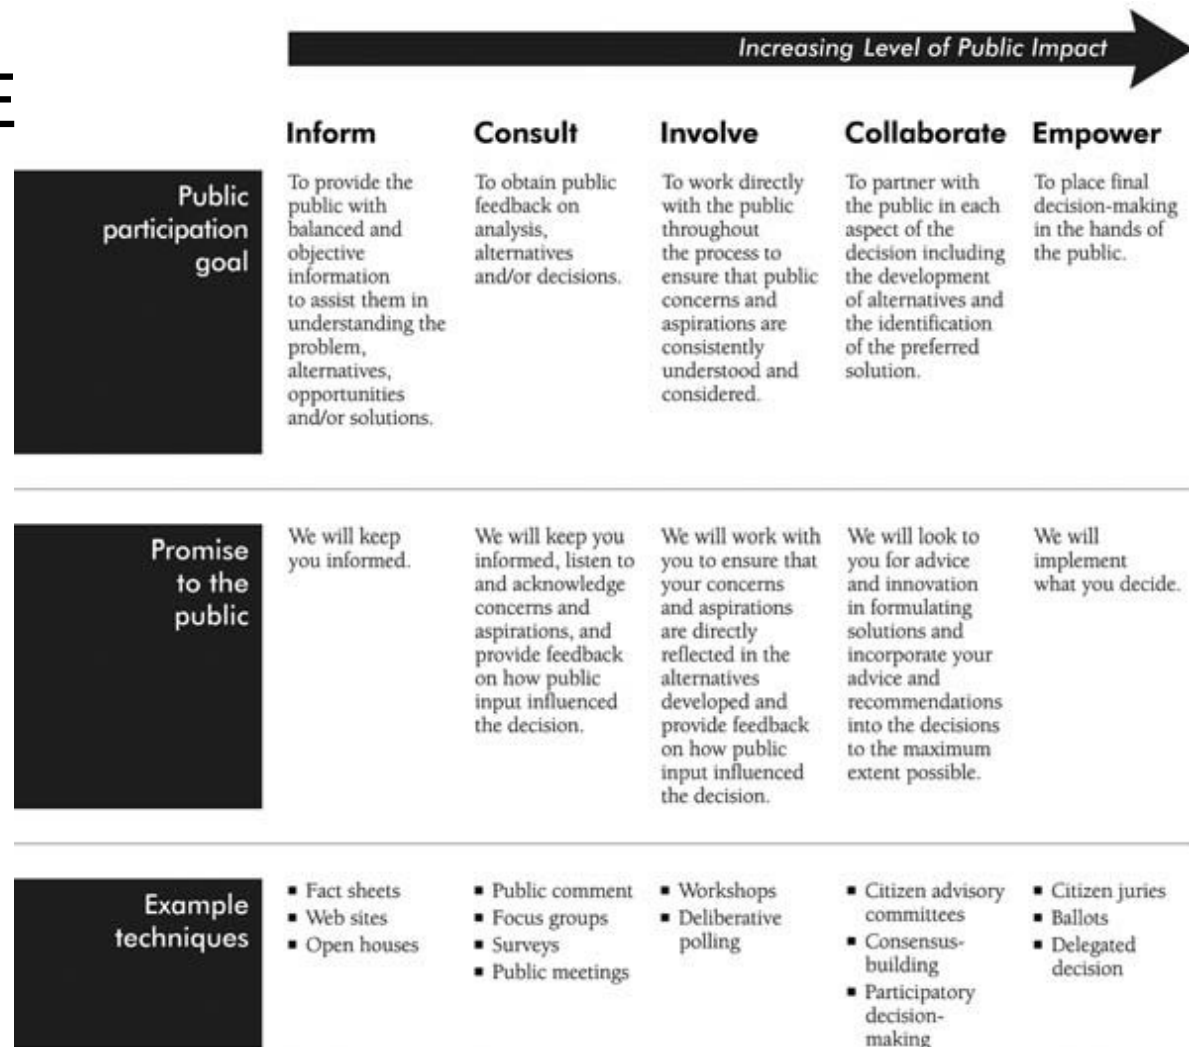 Increasing Level of Public Impact
E
Inform
Consult
Involve
Collaborate
Empower
Public
participation
goal
To provide the
public with
balanced and
objective
information
to assist them in
understanding the
problem,
alternatives,
opportunities
and/or solutions.
To obtain public
feedback on
analysis,
alternatives
and/or decisions.
To work directly
with the public
throughout
the process to
ensure that public
concerns and
aspirations are
consistently
understood and
considered.
To partner with
the public in each
aspect of the
decision including
the development
of alternatives and
the identification
of the preferred
solution.
To place final
decision-making
in the hands of
the public.
Promise
to the
public
We will keep
you informed.
We will keep you
informed, listen to
and acknowledge
concerns and
aspirations, and
provide feedback
on how public
input influenced
the decision.
We will work with
you to ensure that
your concerns
and aspirations
are directly
reflected in the
alternatives
developed and
provide feedback
on how public
input influenced
the decision.
We will look to
you for advice
and innovation
in formulating
solutions and
incorporate your
advice and
recommendations
into the decisions
to the maximum
extent possible.
We will
implement
what you decide.
Example
techniques
▪ Fact sheets
▪ Web sites
▪ Open houses
▪ Public comment
▪ Focus groups
▪ Surveys
▪ Public meetings
▪ Workshops
▪ Deliberative
polling
▪ Citizen advisory
committees
▪ Consensus-
building
▪ Participatory
decision-
making
▪ Citizen juries
▪ Ballots
▪ Delegated
decision